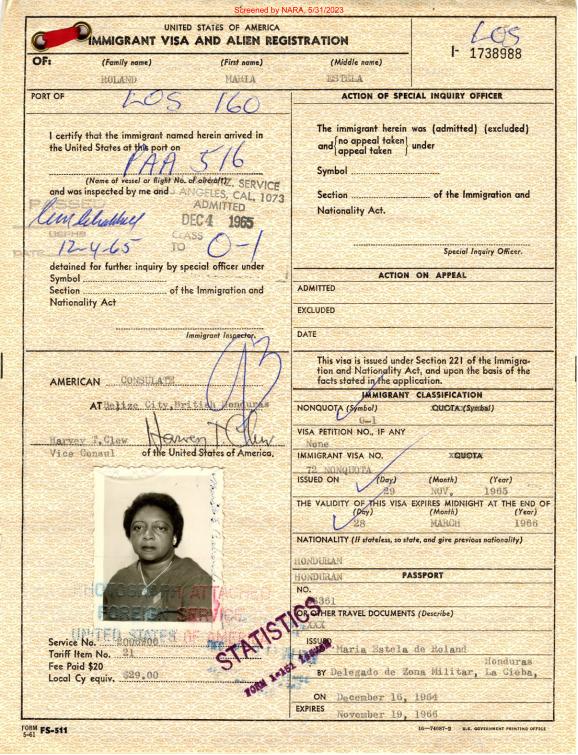 Screened by NARA, 5/31/2023
UNITED STATES OF AMERICA
IMMIGRANT VISA AND ALIEN REGISTRATION
OF: (Family name) (First name) (Middle name)
ROLAND MARIA ESTELA
LOS
I- 1738988
PORT OF LOS 160
I certify that the immigrant named herein arrived
in the United States at this port on
PAA 516
(Name of vessel or flight No. of aircraft)
and was inspected by me and
SERVICE
ANGELES, CAL. 1073
ADMITTED
DEC 4 1965
CLASS
TO O-1
PASSED
USPHS
DATE 12-4-65
detained for further inquiry by special officer under
Symbol
Section of the Immigration and
Nationality Act
Immigrant Inspector.
AMERICAN CONSULATE
AT Belize City, British Honduras
Harvey T. Clew
Vice Consul of the United States of America.
PHOTOGRAPH ATTACHED
FOREIGN SERVICE
UNITED STATES OF AMERICA
Service No.
Tariff Item No. 21
Fee Paid $20
Local Cy equiv. $29.00
STATISTICS
FORM I-151 ISSUED
FORM 5-61 FS-511
ACTION OF SPECIAL INQUIRY OFFICER
The immigrant herein was (admitted) (excluded)
and {no appeal taken / appeal taken} under
Symbol
Section of the Immigration and
Nationality Act.
Special Inquiry Officer.
ACTION ON APPEAL
ADMITTED
EXCLUDED
DATE
This visa is issued under Section 221 of the Immigra-
tion and Nationality Act, and upon the basis of the
facts stated in the application.
IMMIGRANT CLASSIFICATION
NONQUOTA (Symbol) QUOTA (Symbol)
O-1
VISA PETITION NO., IF ANY
None
IMMIGRANT VISA NO. QUOTA
72 NONQUOTA
ISSUED ON (Day) (Month) (Year)
29 NOV. 1965
THE VALIDITY OF THIS VISA EXPIRES MIDNIGHT AT THE END OF
(Day) (Month) (Year)
28 MARCH 1966
NATIONALITY (If stateless, so state, and give previous nationality)
HONDURAN
HONDURAN PASSPORT
NO.
OR OTHER TRAVEL DOCUMENTS (Describe)
XXX
ISSUED Maria Estela de Roland
Honduras
BY Delegado de Zona Militar, La Cieba,
ON December 16, 1964
EXPIRES November 19, 1966
16—74087-2 U.S. GOVERNMENT PRINTING OFFICE